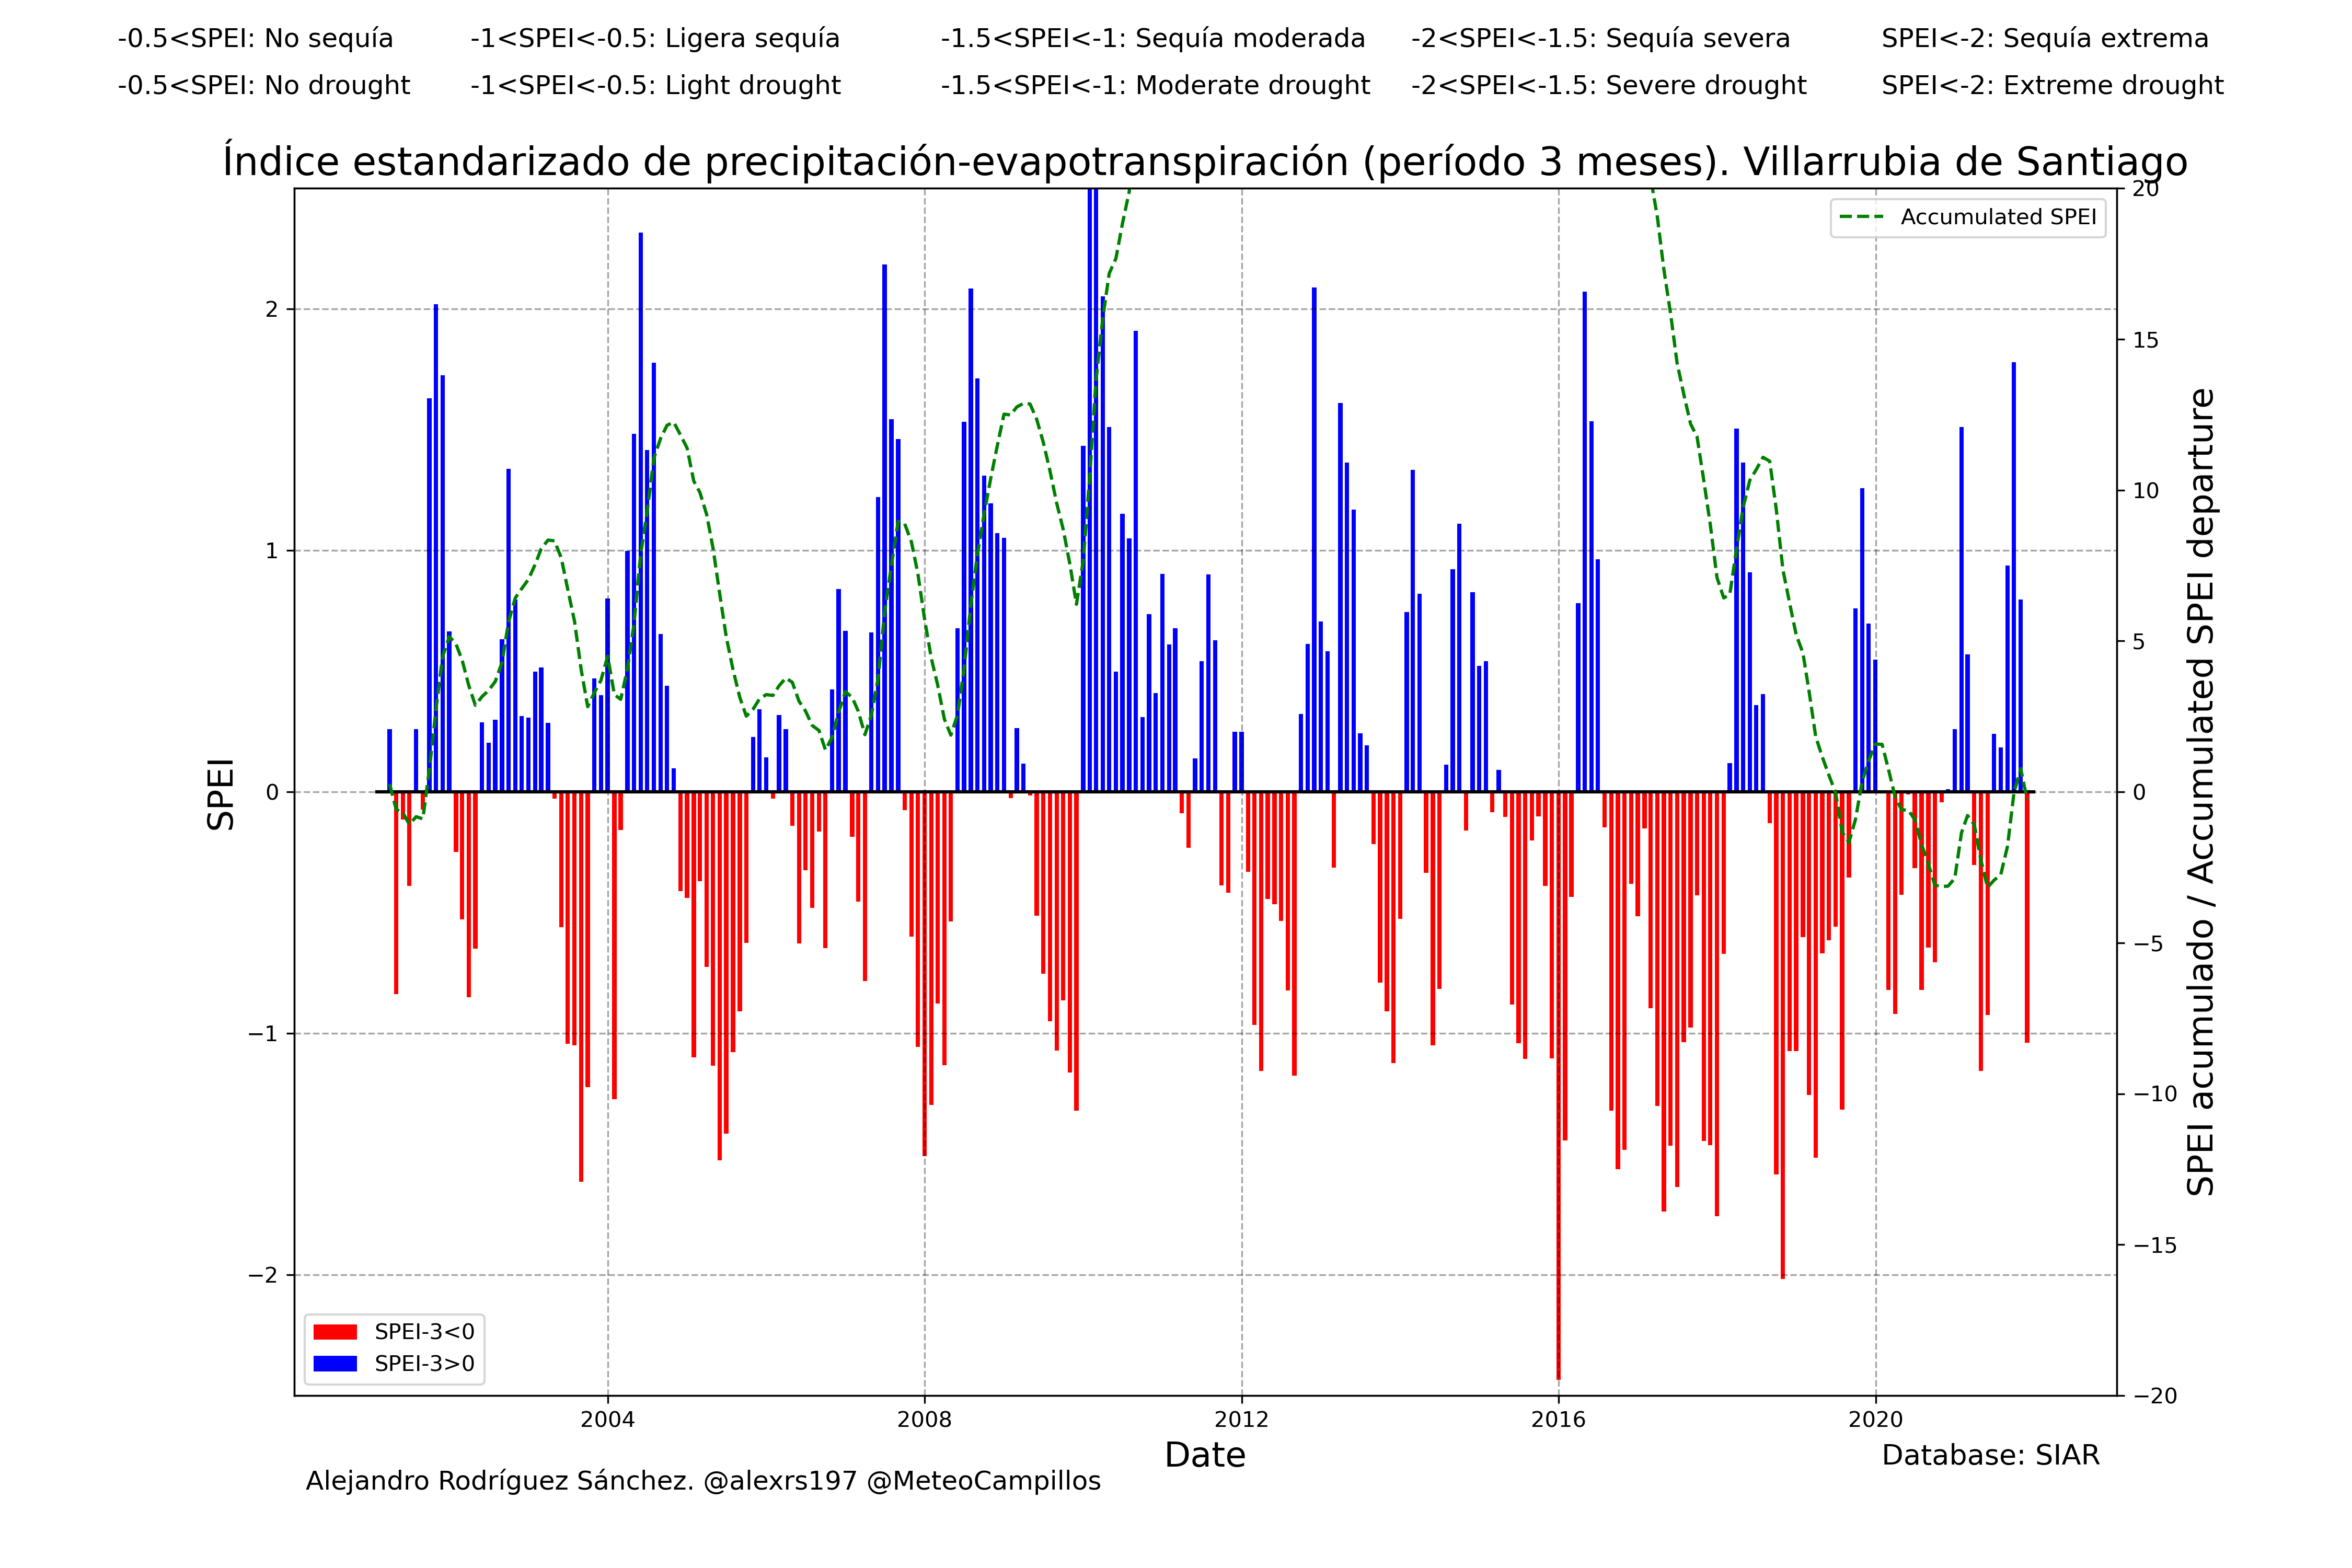 -0.5<SPEI: No sequía -1<SPEI<-0.5: Ligera sequía -1.5<SPEI<-1: Sequía moderada -2<SPEI<-1.5: Sequía severa SPEI<-2: Sequía extrema
-0.5<SPEI: No drought -1<SPEI<-0.5: Light drought -1.5<SPEI<-1: Moderate drought -2<SPEI<-1.5: Severe drought SPEI<-2: Extreme drought
Índice estandarizado de precipitación-evapotranspiración (período 3 meses). Villarrubia de Santiago
Accumulated SPEI
SPEI
2
1
0
−1
−2
20
15
10
5
0
−5
−10
−15
−20
SPEI acumulado / Accumulated SPEI departure
SPEI-3<0
SPEI-3>0
2004 2008 2012 2016 2020
Date
Database: SIAR
Alejandro Rodríguez Sánchez. @alexrs197 @MeteoCampillos